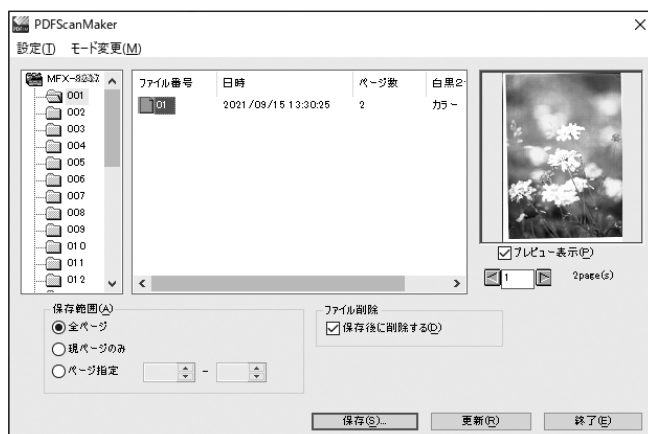 PDFScanMaker
設定(T) モード変更(M)
001
002
003
004
005
006
007
008
009
010
011
012
ファイル番号 日時 ページ数 白黒2
01 2021/09/15 13:30:25 2 カラー
プレビュー表示(P)
1 2page(s)
保存範囲(A)
全ページ
現ページのみ
ページ指定 -
ファイル削除
保存後に削除する(D)
保存(S)... 更新(R) 終了(E)